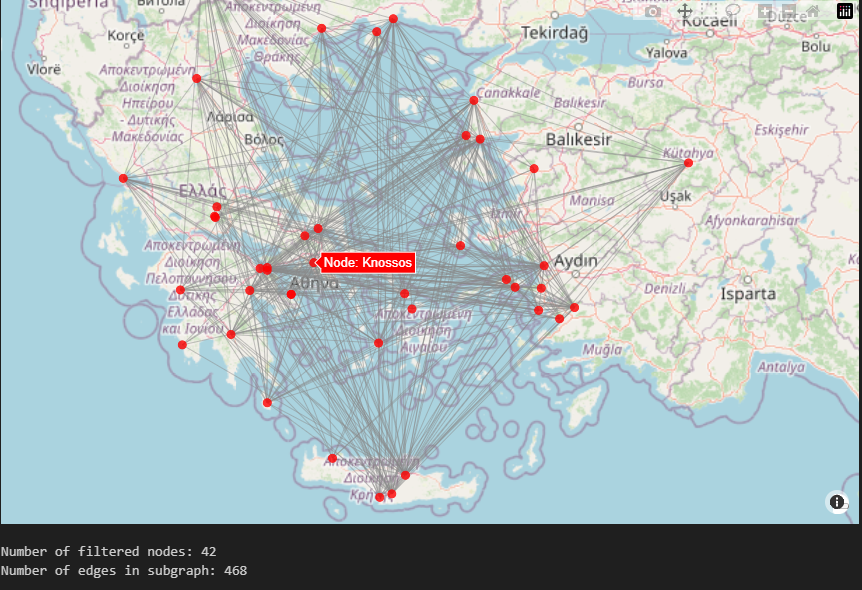 Shqipëria
Битола
Αποκεντρωμένη
Διοίκηση
Μακεδονίας
- Θράκης
Tekirdağ
Kocaeli
Düzce
Korçë
Yalova
Bolu
Vlorë
Αποκεντρωμένη
Διοίκηση
Ηπείρου
- Δυτικής
Μακεδονίας
Bursa
Çanakkale
Balıkesir
Λάρισα
Eskişehir
Βόλος
Balıkesir
Kütahya
Ελλάς
Uşak
Manisa
İzmir
Afyonkarahisar
Αποκεντρωμένη
Διοίκηση
Πελοποννήσου,
Δυτικής
Ελλάδας
και Ιονίου
Node: Knossos
Aydın
Αθήνα
Denizli
Isparta
Αποκεντρωμένη
Διοίκηση
Αιγαίου
Muğla
Antalya
Αποκεντρωμένη
Διοίκηση
Number of filtered nodes: 42
Number of edges in subgraph: 468